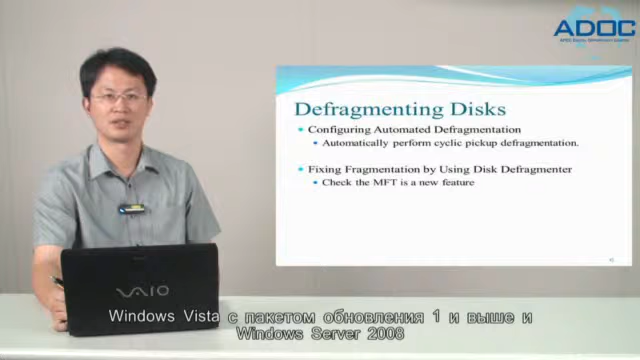 ADOC
Defragmenting Disks
Configuring Automated Defragmentation
Automatically perform cyclic pickup defragmentation.
Fixing Fragmentation by Using Disk Defragmenter
Check the MFT is a new feature
VAIO
Windows Vista с пакетом обновления 1 и выше и
Windows Server 2008